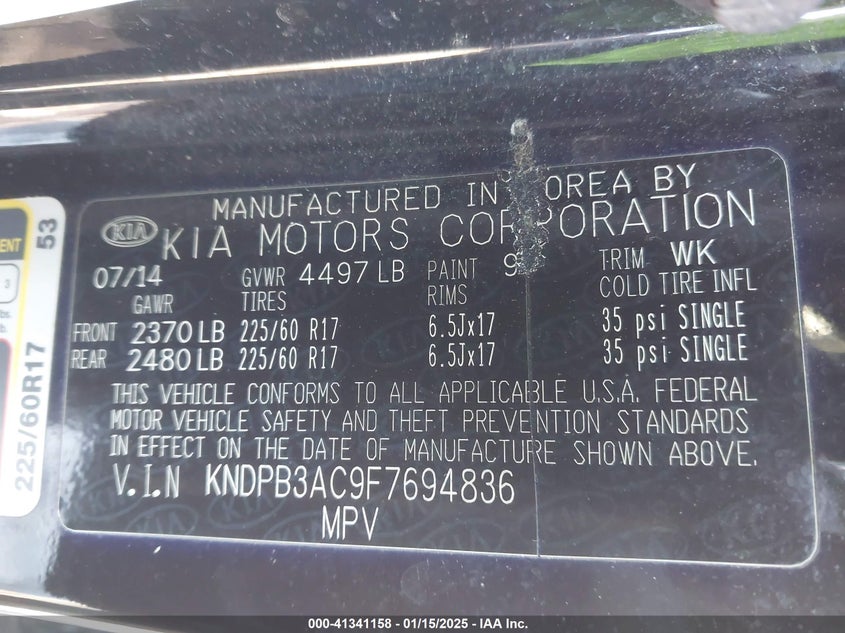 MANUFACTURED IN KOREA BY
KIA KIA MOTORS CORPORATION
07/14 GVWR 4497 LB PAINT 9 TRIM WK
GAWR TIRES RIMS COLD TIRE INFL
FRONT 2370 LB 225/60 R17 6.5Jx17 35 psi SINGLE
REAR 2480 LB 225/60 R17 6.5Jx17 35 psi SINGLE
THIS VEHICLE CONFORMS TO ALL APPLICABLE U.S.A. FEDERAL
MOTOR VEHICLE SAFETY AND THEFT PREVENTION STANDARDS
IN EFFECT ON THE DATE OF MANUFACTURE SHOWN ABOVE.
V.I.N KNDPB3AC9F7694836
MPV
53
225/60R17
000-41341158 - 01/15/2025 - IAA Inc.